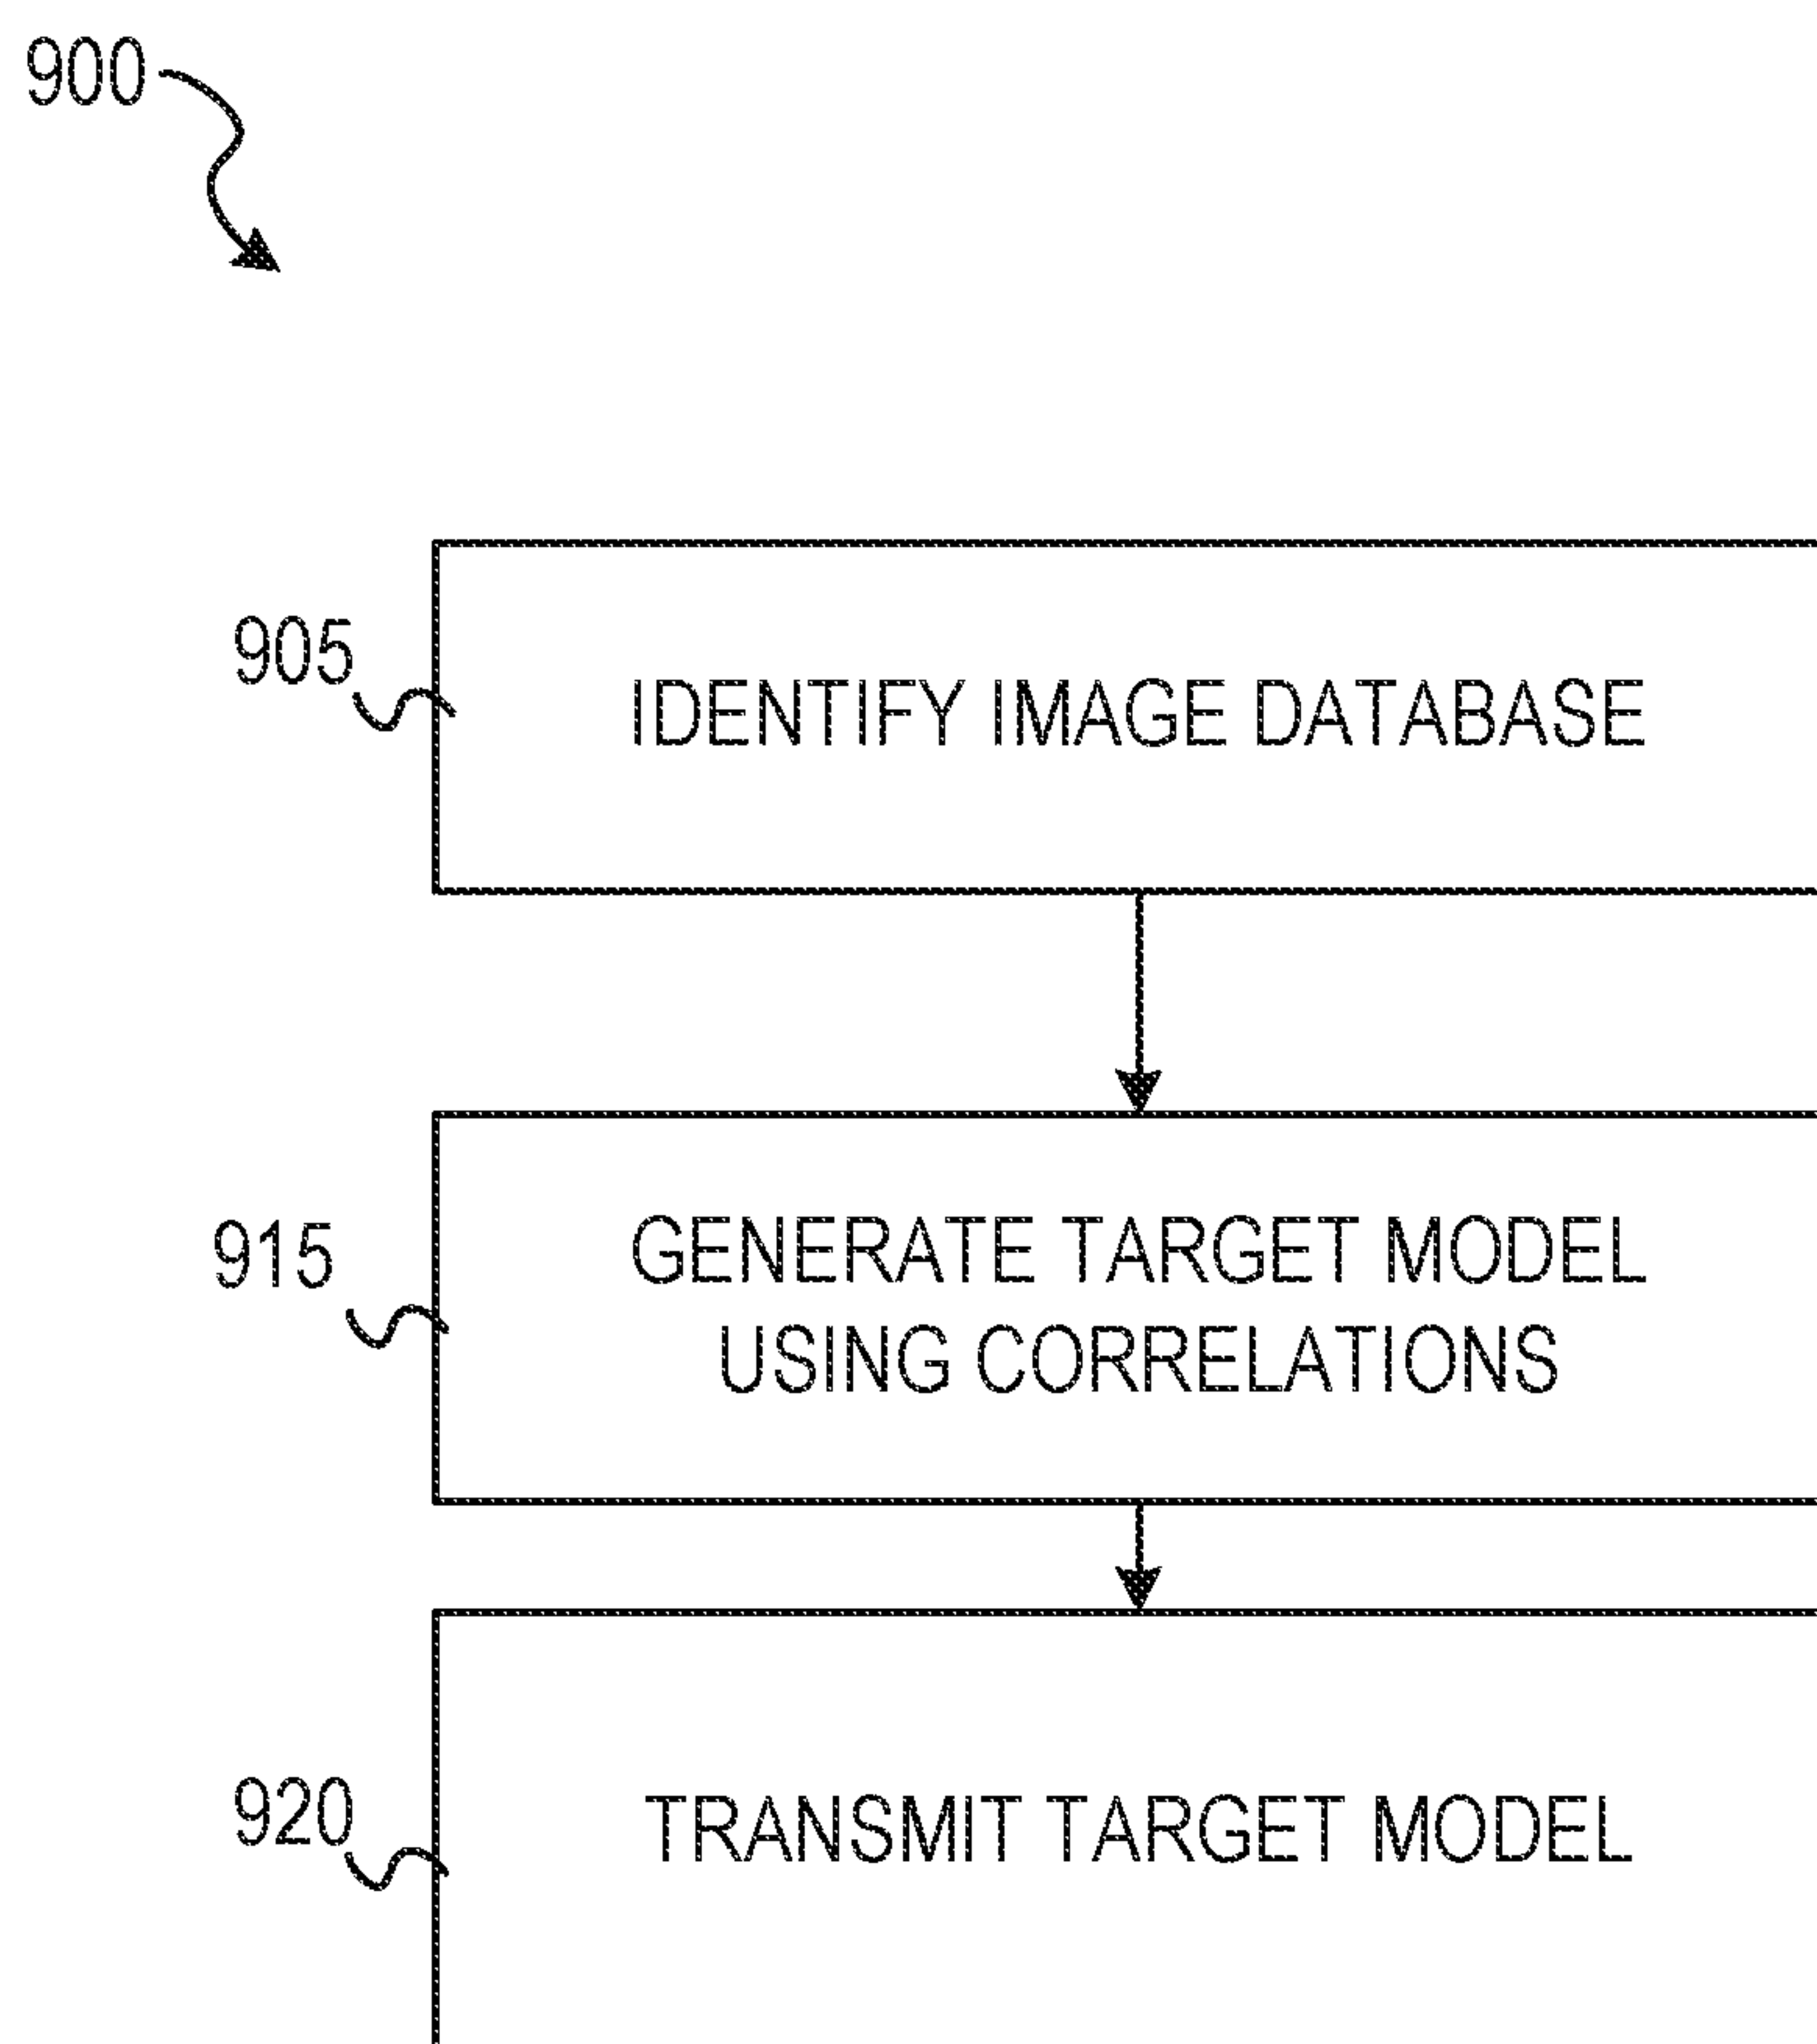 900
905
IDENTIFY IMAGE DATABASE
915
GENERATE TARGET MODEL
USING CORRELATIONS
920
TRANSMIT TARGET MODEL